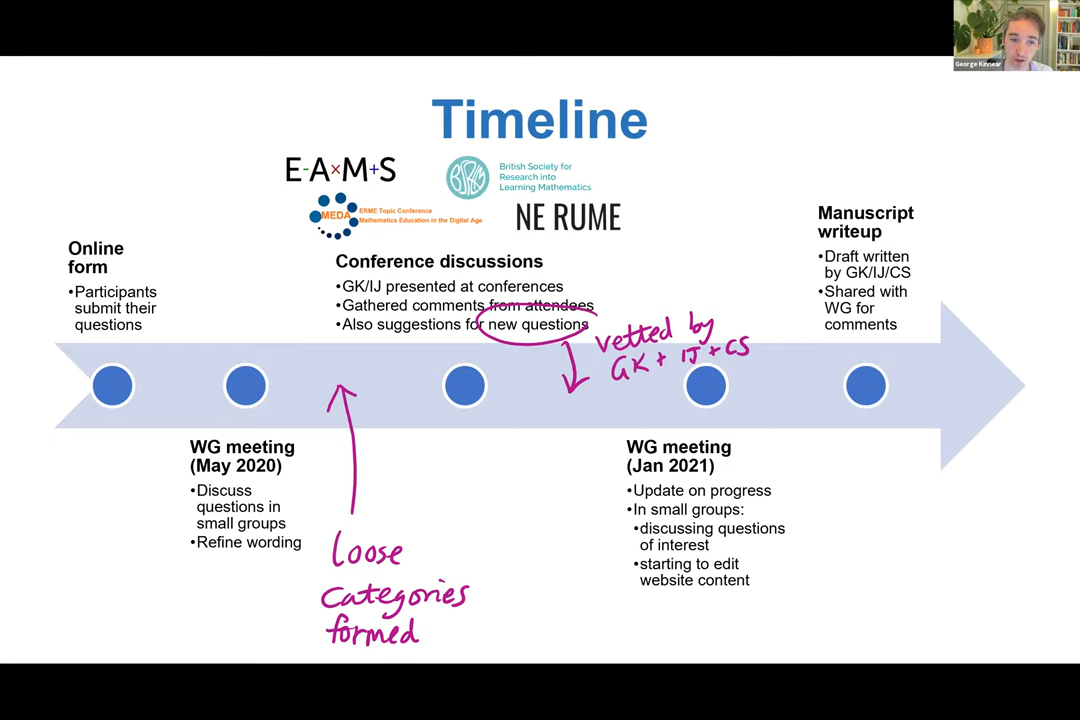 George Kinnear
Timeline
E-A×M+S
BSRLM
British Society for
Research into
Learning Mathematics
MEDA
ERME Topic Conference
Mathematics Education in the Digital Age
NE RUME
Online
form
•Participants
submit their
questions
Conference discussions
•GK/IJ presented at conferences
•Gathered comments from attendees
•Also suggestions for new questions
vetted by
GK + IJ + CS
Manuscript
writeup
•Draft written
by GK/IJ/CS
•Shared with
WG for
comments
WG meeting
(May 2020)
•Discuss
questions in
small groups
•Refine wording
loose
categories
formed
WG meeting
(Jan 2021)
•Update on progress
•In small groups:
•discussing questions
of interest
•starting to edit
website content